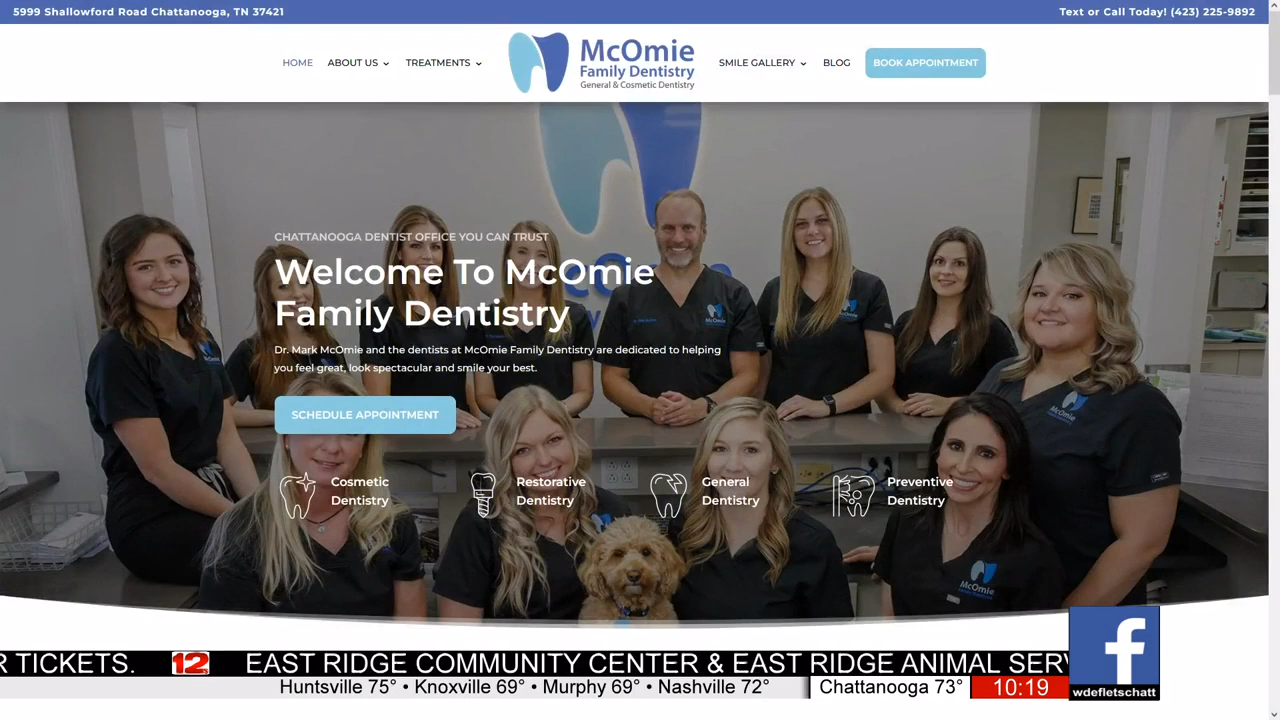 5999 Shallowford Road Chattanooga, TN 37421
Text or Call Today! (423) 225-9892
HOME
ABOUT US
TREATMENTS
McOmie
Family Dentistry
General & Cosmetic Dentistry
SMILE GALLERY
BLOG
BOOK APPOINTMENT
CHATTANOOGA DENTIST OFFICE YOU CAN TRUST
Welcome To McOmie
Family Dentistry
Dr. Mark McOmie and the dentists at McOmie Family Dentistry are dedicated to helping
you feel great, look spectacular and smile your best.
SCHEDULE APPOINTMENT
Cosmetic
Dentistry
Restorative
Dentistry
General
Dentistry
Preventive
Dentistry
McOmie
Family Dentistry
f
wdefletschatt
R TICKETS. 12 EAST RIDGE COMMUNITY CENTER & EAST RIDGE ANIMAL SERV
Huntsville 75° • Knoxville 69° • Murphy 69° • Nashville 72°
Chattanooga 73°
10:19